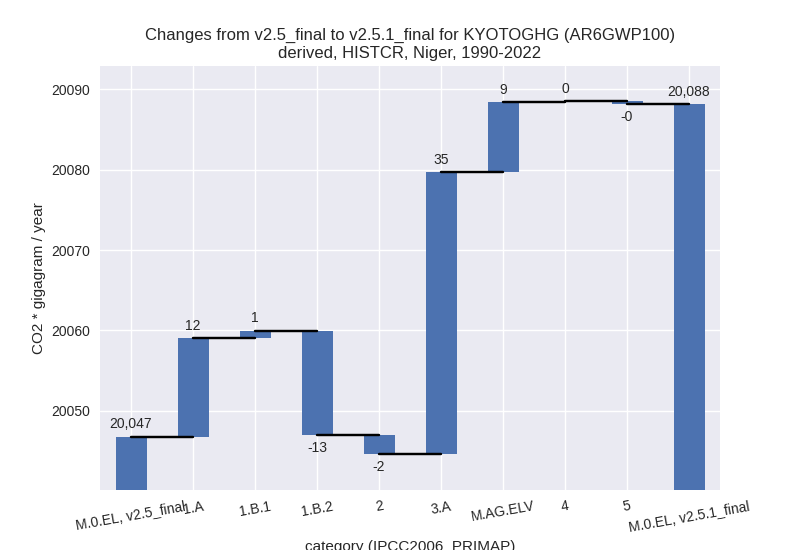 Changes from v2.5_final to v2.5.1_final for KYOTOGHG (AR6GWP100)
derived, HISTCR, Niger, 1990-2022
CO2 * gigagram / year
20090
20080
20070
20060
20050
20,047
12
1
-13
-2
35
9
0
-0
20,088
M.0.EL, v2.5_final
1.A
1.B.1
1.B.2
2
3.A
M.AG.ELV
4
5
M.0.EL, v2.5.1_final
category (IPCC2006_PRIMAP)